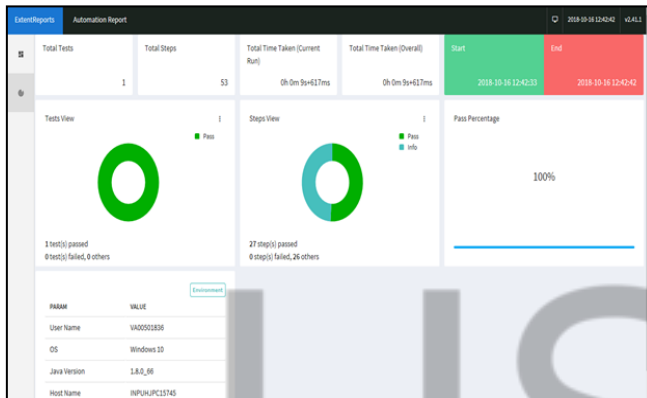 ExtentReports Automation Report 2018-10-16 12:42:42 v2.41.1
Total Tests
1
Total Steps
53
Total Time Taken (Current Run)
0h 0m 9s+617ms
Total Time Taken (Overall)
0h 0m 9s+617ms
Start
2018-10-16 12:42:33
End
2018-10-16 12:42:42
Tests View
Pass
1 test(s) passed
0 test(s) failed, 0 others
Steps View
Pass
Info
27 step(s) passed
0 step(s) failed, 26 others
Pass Percentage
100%
Environment
PARAM VALUE
User Name VA00501836
OS Windows 10
Java Version 1.8.0_66
Host Name INPUHJPC15745